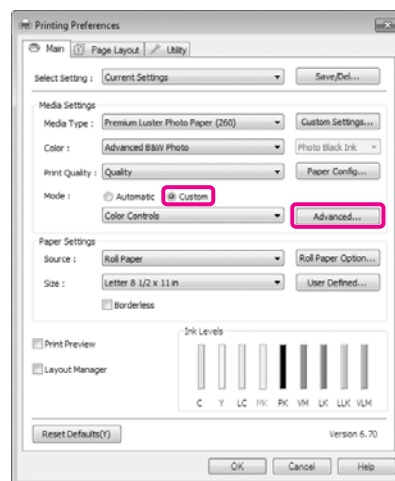 Printing Preferences
Main Page Layout Utility
Select Setting : Current Settings Save/Del...
Media Settings
Media Type : Premium Luster Photo Paper (260) Custom Settings...
Color : Advanced B&W Photo Photo Black Ink
Print Quality : Quality Paper Config...
Mode : Automatic Custom
Color Controls Advanced...
Paper Settings
Source : Roll Paper Roll Paper Option...
Size : Letter 8 1/2 x 11 in User Defined...
Borderless
Ink Levels
Print Preview
Layout Manager
C Y LC MK PK VM LK LLK VLM
Reset Defaults(Y) Version 6.70
OK Cancel Help